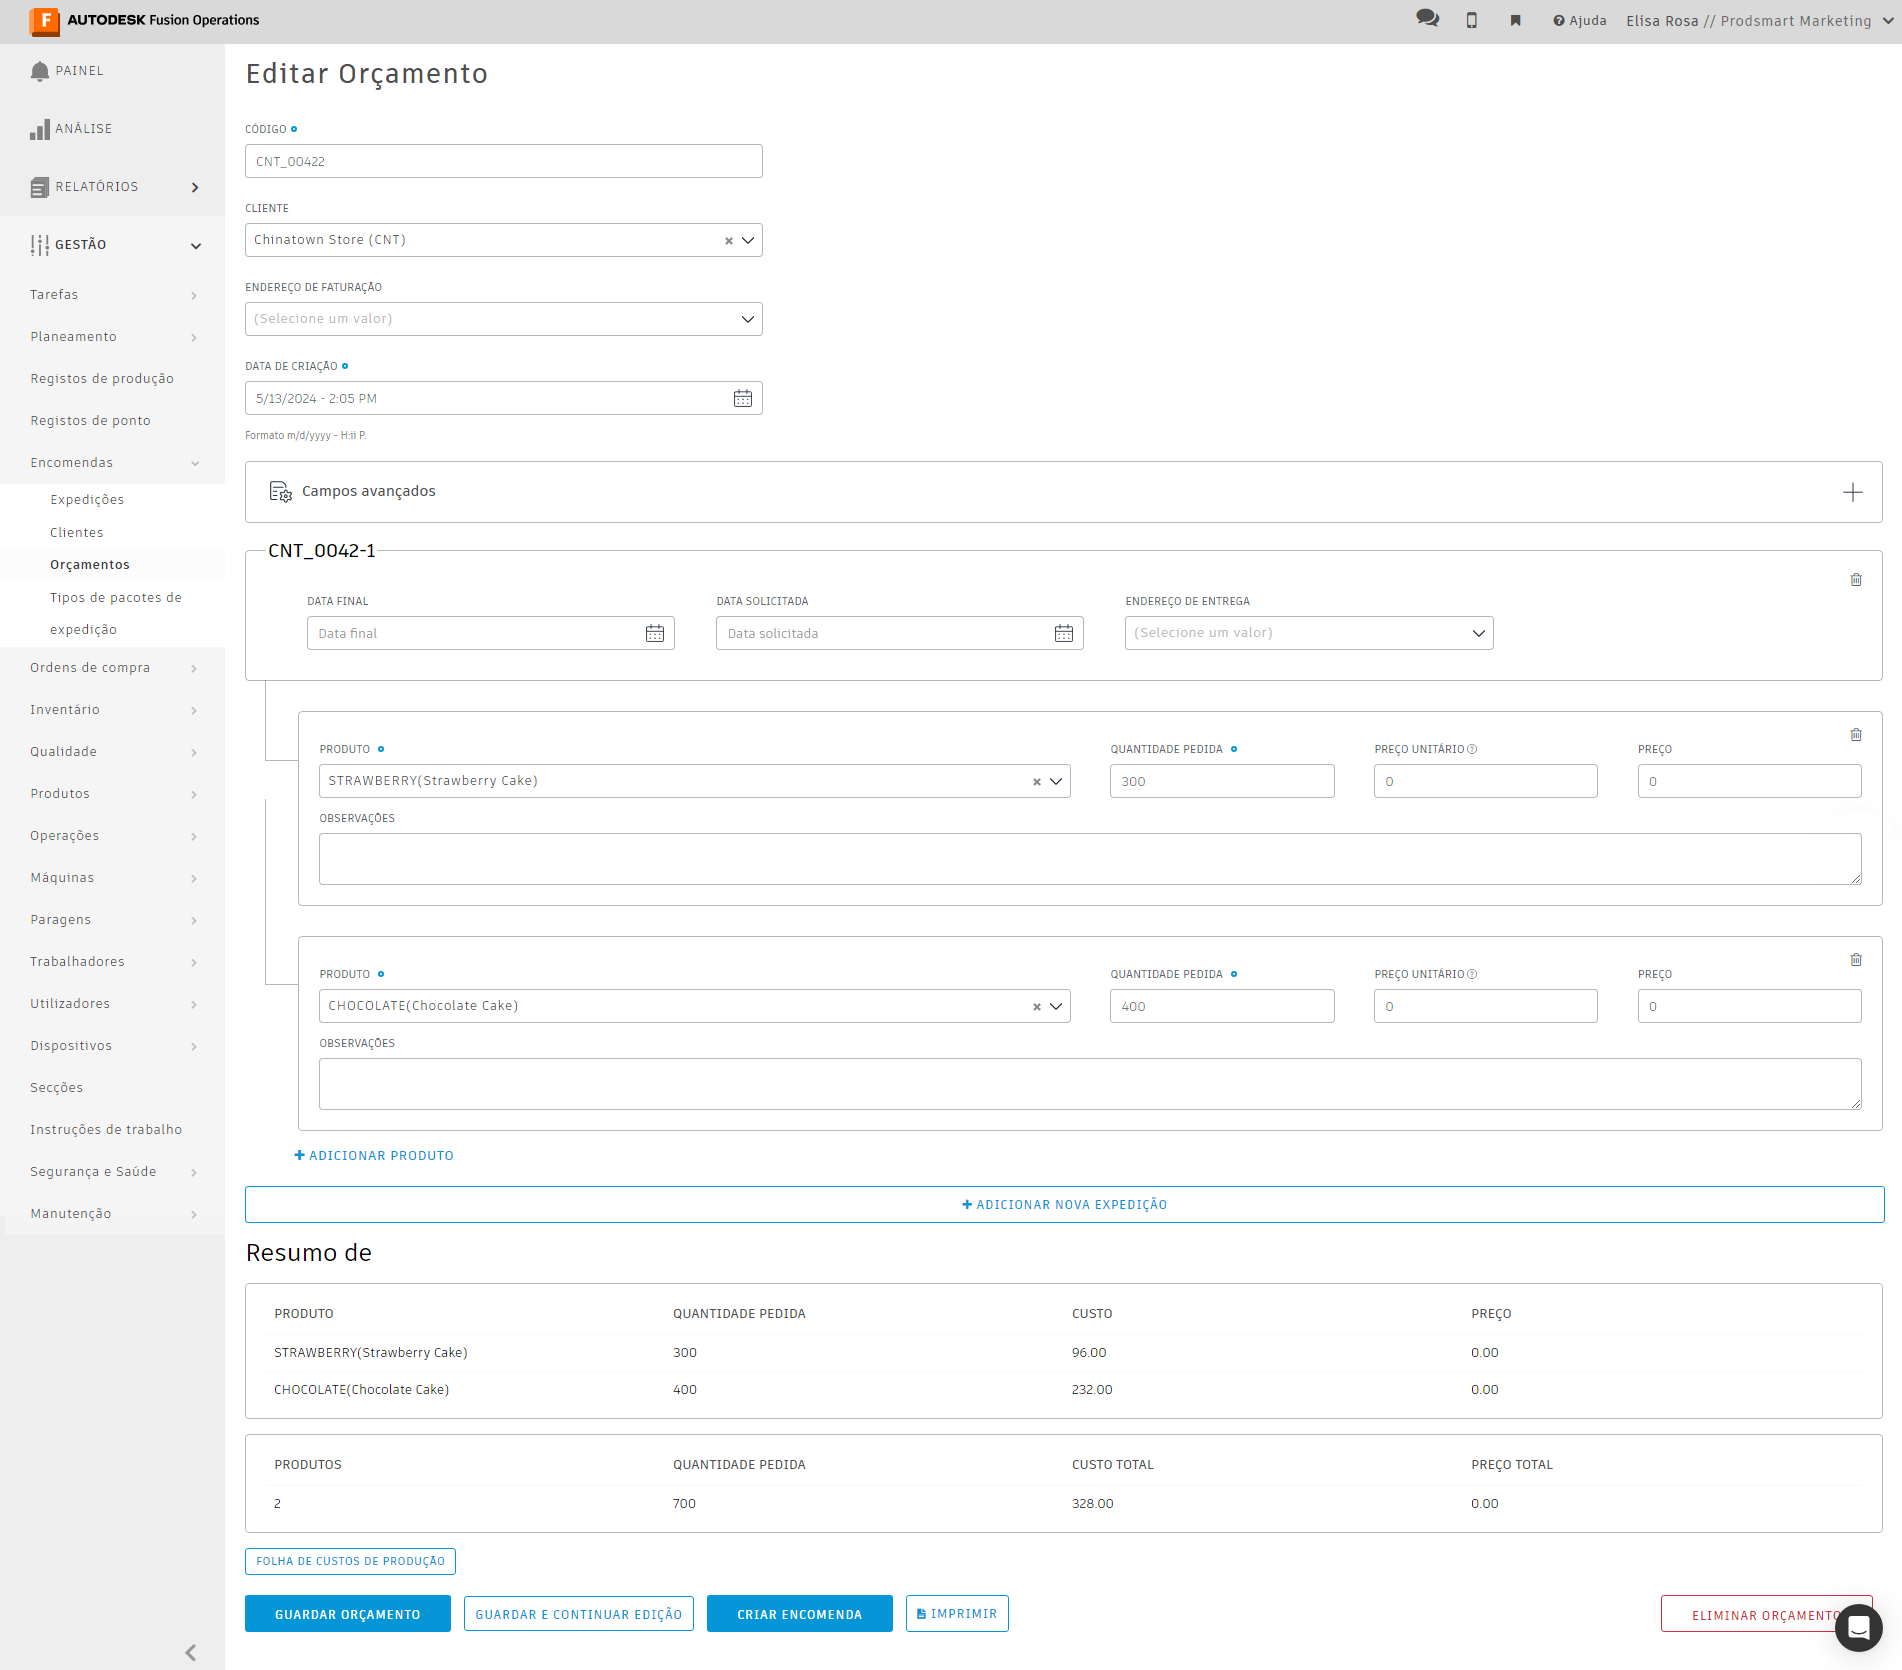 F AUTODESK Fusion Operations
Ajuda
Elisa Rosa // Prodsmart Marketing
PAINEL
ANÁLISE
RELATÓRIOS
GESTÃO
Tarefas
Planeamento
Registos de produção
Registos de ponto
Encomendas
Expedições
Clientes
Orçamentos
Tipos de pacotes de
expedição
Ordens de compra
Inventário
Qualidade
Produtos
Operações
Máquinas
Paragens
Trabalhadores
Utilizadores
Dispositivos
Secções
Instruções de trabalho
Segurança e Saúde
Manutenção
Editar Orçamento
CÓDIGO
CNT_00422
CLIENTE
Chinatown Store (CNT)
ENDEREÇO DE FATURAÇÃO
(Selecione um valor)
DATA DE CRIAÇÃO
5/13/2024 - 2:05 PM
Formato m/d/yyyy - H:ii P.
Campos avançados
CNT_0042-1
DATA FINAL DATA SOLICITADA ENDEREÇO DE ENTREGA
Data final Data solicitada (Selecione um valor)
PRODUTO QUANTIDADE PEDIDA PREÇO UNITÁRIO PREÇO
STRAWBERRY(Strawberry Cake) 300 0 0
OBSERVAÇÕES
PRODUTO QUANTIDADE PEDIDA PREÇO UNITÁRIO PREÇO
CHOCOLATE(Chocolate Cake) 400 0 0
OBSERVAÇÕES
+ ADICIONAR PRODUTO
+ ADICIONAR NOVA EXPEDIÇÃO
Resumo de
PRODUTO QUANTIDADE PEDIDA CUSTO PREÇO
STRAWBERRY(Strawberry Cake) 300 96.00 0.00
CHOCOLATE(Chocolate Cake) 400 232.00 0.00
PRODUTOS QUANTIDADE PEDIDA CUSTO TOTAL PREÇO TOTAL
2 700 328.00 0.00
FOLHA DE CUSTOS DE PRODUÇÃO
GUARDAR ORÇAMENTO GUARDAR E CONTINUAR EDIÇÃO CRIAR ENCOMENDA IMPRIMIR ELIMINAR ORÇAMENTO